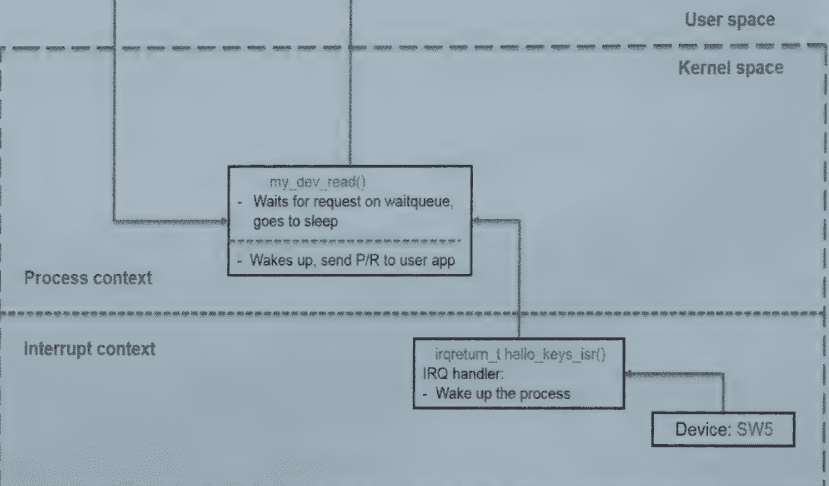 User space
Kernel space
my_dev_read()
- Waits for request on waitqueue,
goes to sleep
- Wakes up, send P/R to user app
Process context
Interrupt context
irqreturn_t hello_keys_isr()
IRQ handler:
- Wake up the process
Device: SW5